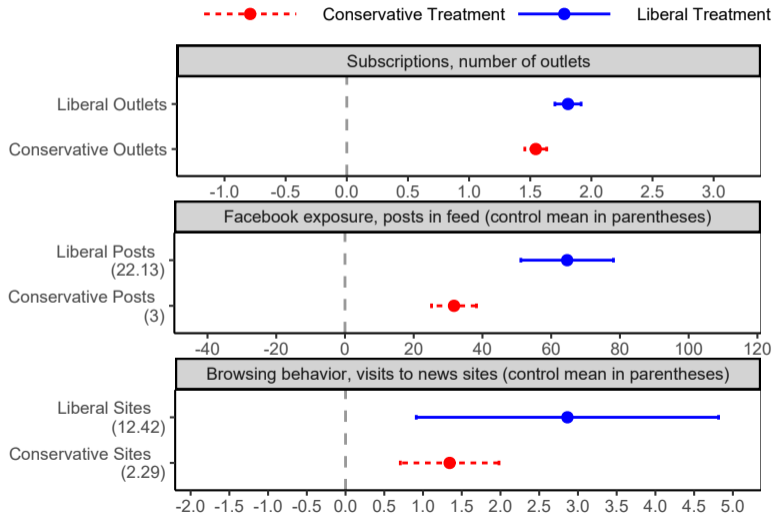 Conservative Treatment Liberal Treatment
Subscriptions, number of outlets
Liberal Outlets
Conservative Outlets
-1.0 -0.5 0.0 0.5 1.0 1.5 2.0 2.5 3.0
Facebook exposure, posts in feed (control mean in parentheses)
Liberal Posts
(22.13)
Conservative Posts
(3)
-40 -20 0 20 40 60 80 100 120
Browsing behavior, visits to news sites (control mean in parentheses)
Liberal Sites
(12.42)
Conservative Sites
(2.29)
-2.0 -1.5 -1.0 -0.5 0.0 0.5 1.0 1.5 2.0 2.5 3.0 3.5 4.0 4.5 5.0